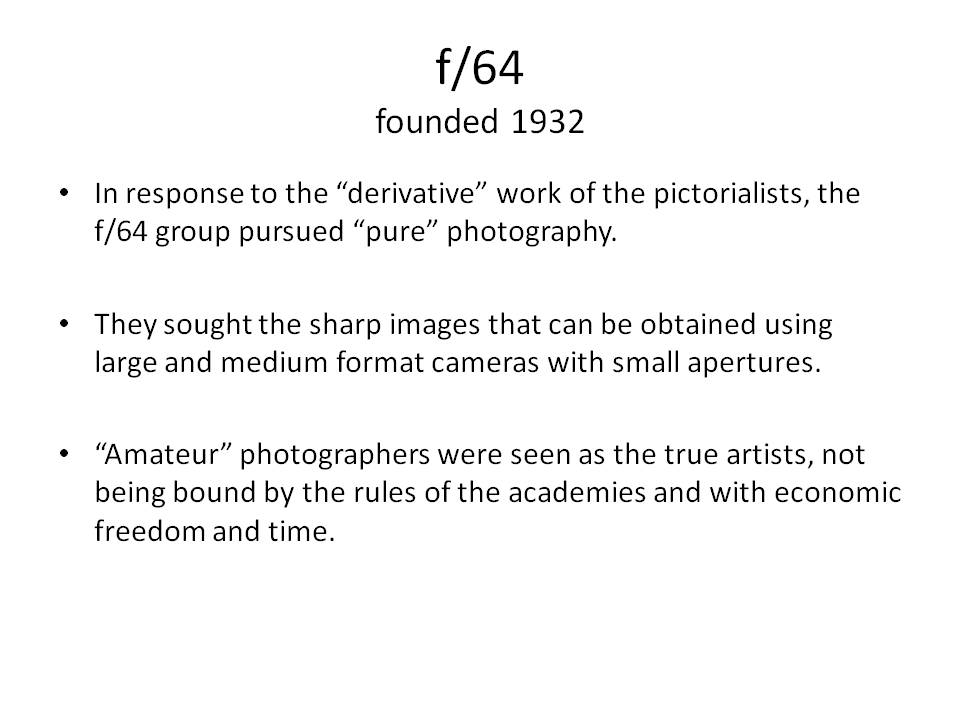 f/64
founded 1932
• In response to the “derivative” work of the pictorialists, the
f/64 group pursued “pure” photography.
• They sought the sharp images that can be obtained using
large and medium format cameras with small apertures.
• “Amateur” photographers were seen as the true artists, not
being bound by the rules of the academies and with economic
freedom and time.